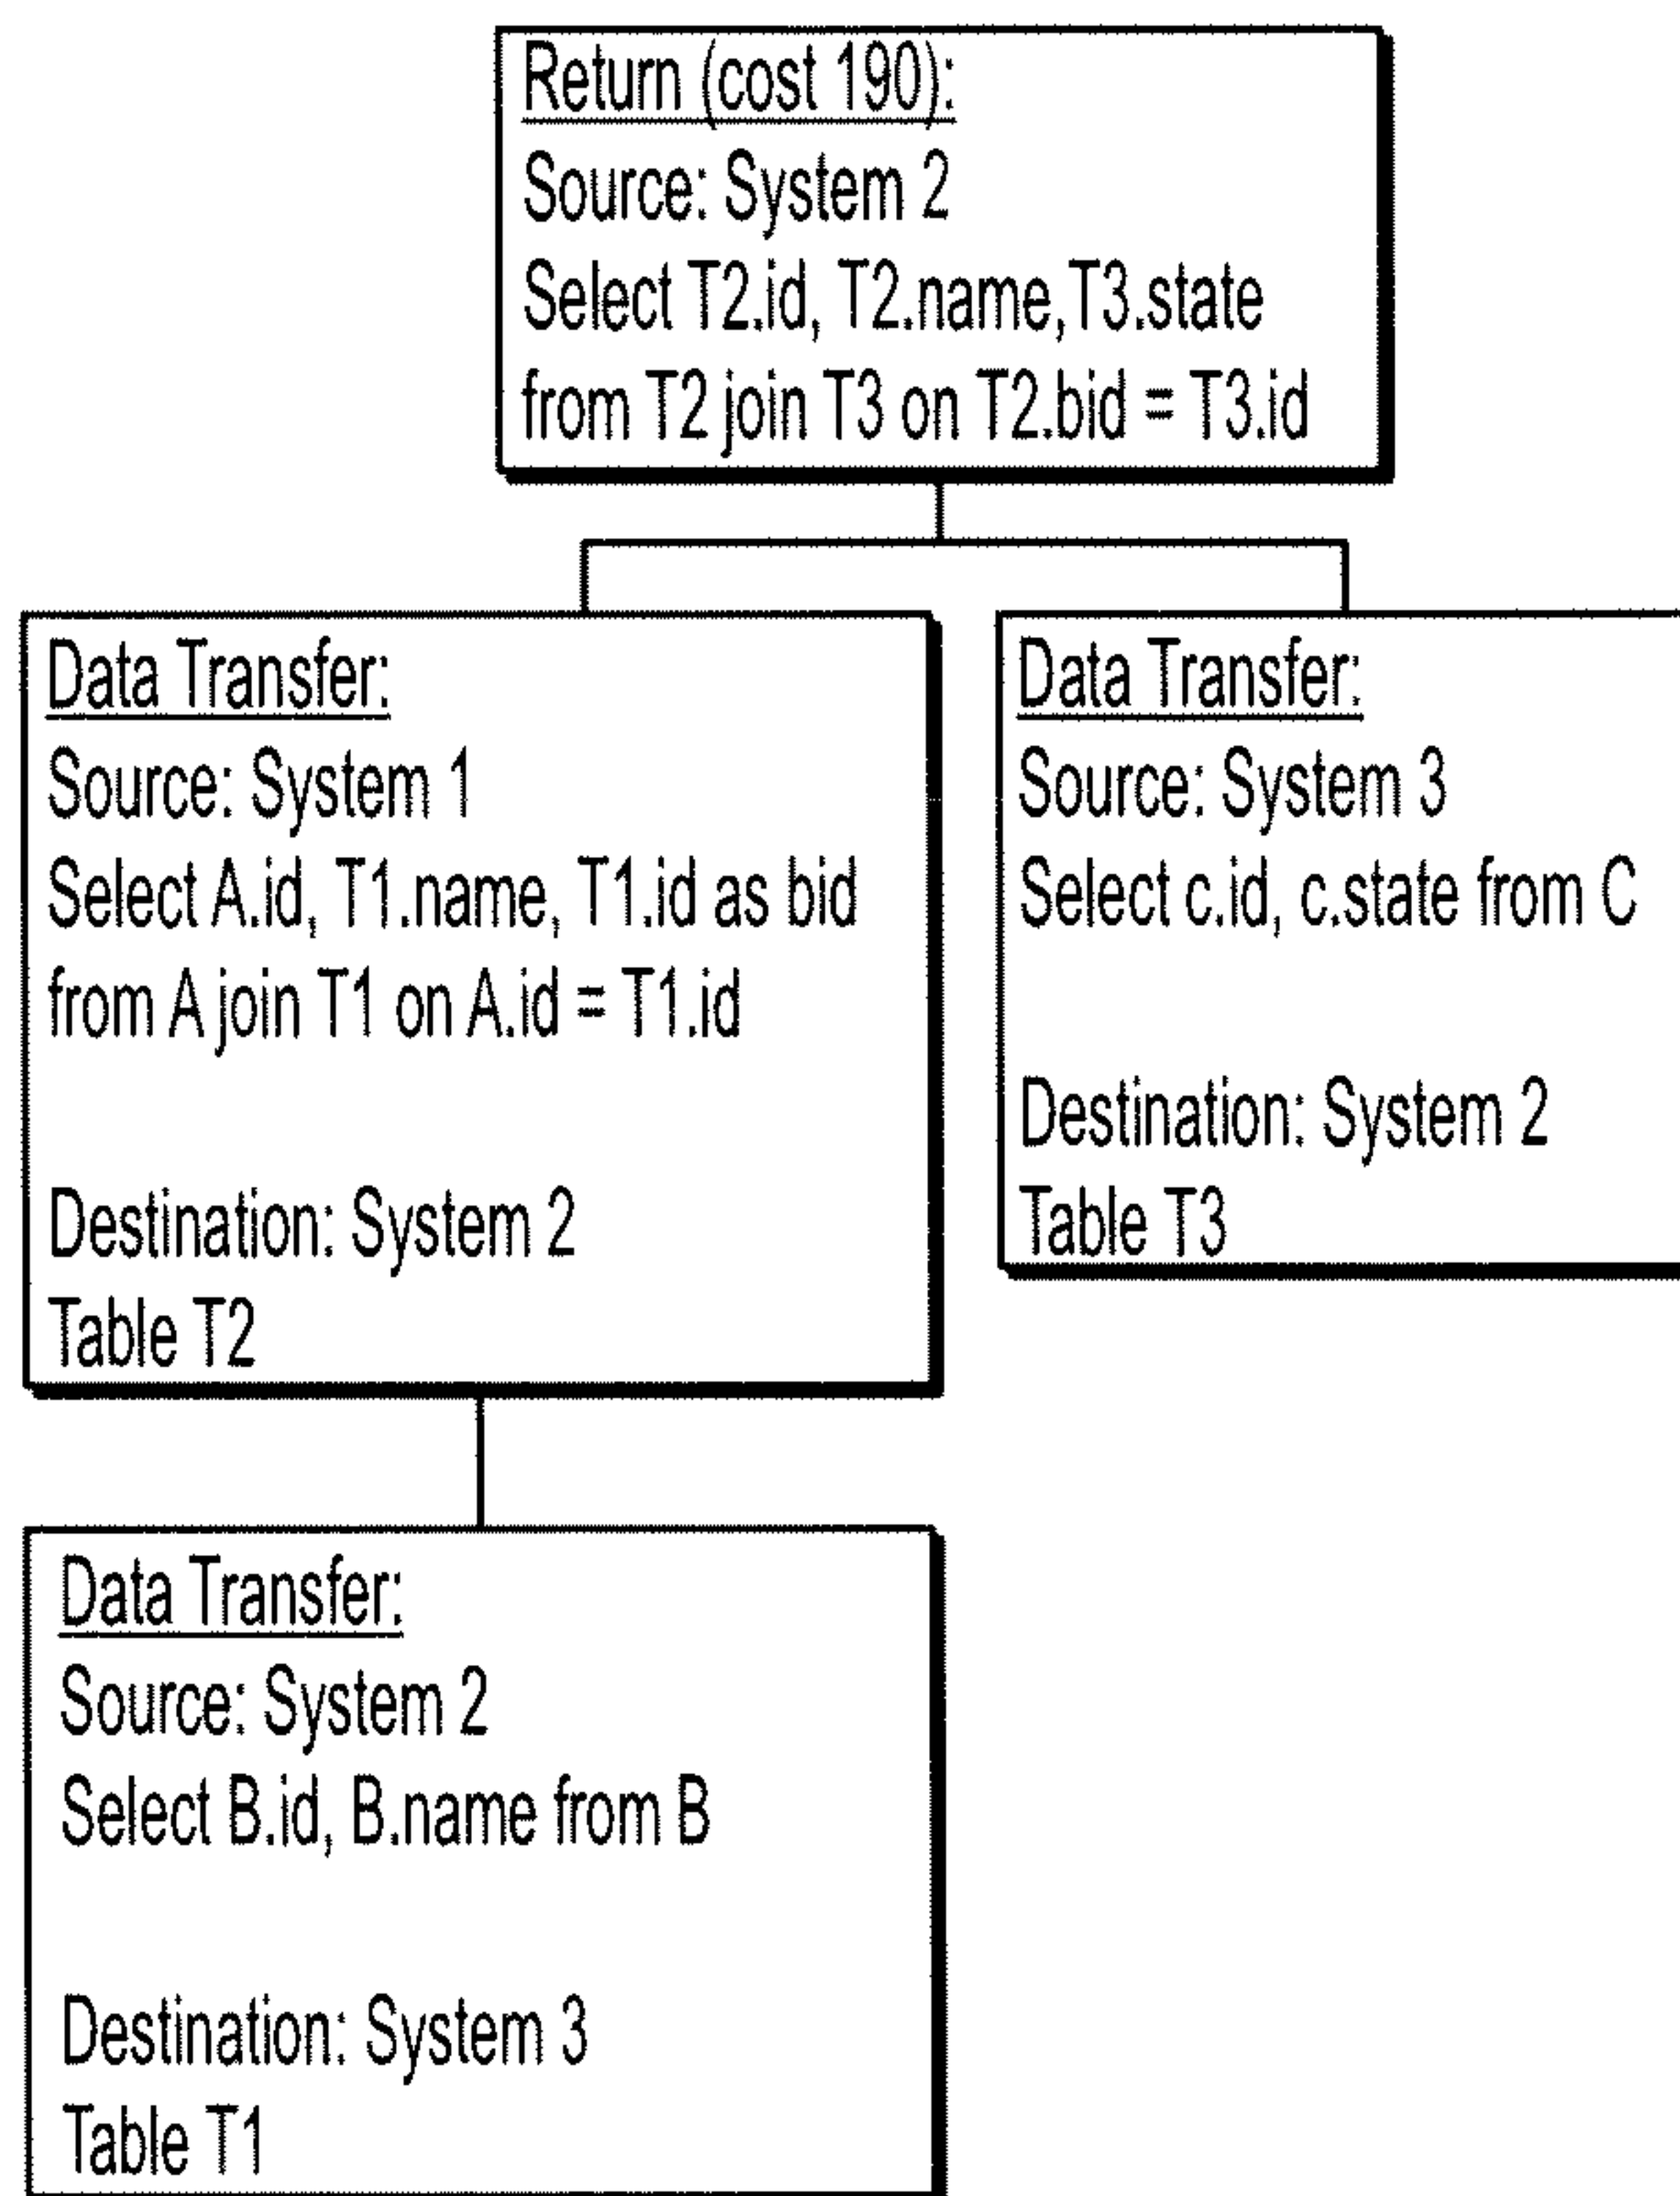 Return (cost 190):
Source: System 2
Select T2.id, T2.name,T3.state
from T2 join T3 on T2.bid = T3.id
Data Transfer:
Source: System 1
Select A.id, T1.name, T1.id as bid
from A join T1 on A.id = T1.id
Destination: System 2
Table T2
Data Transfer:
Source: System 3
Select c.id, c.state from C
Destination: System 2
Table T3
Data Transfer:
Source: System 2
Select B.id, B.name from B
Destination: System 3
Table T1